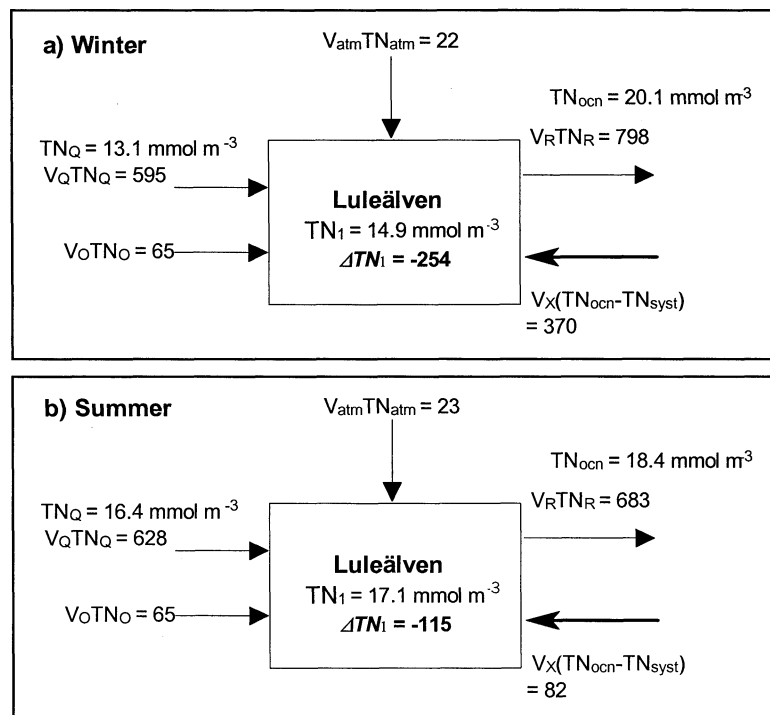 a) Winter
VatmTNatm = 22
TNocn = 20.1 mmol m-3
VRTNR = 798
TNQ = 13.1 mmol m-3
VQTNQ = 595
Luleälven
TN1 = 14.9 mmol m-3
ΔTN1 = -254
VOTNO = 65
VX(TNocn-TNsyst)
= 370
b) Summer
VatmTNatm = 23
TNocn = 18.4 mmol m-3
VRTNR = 683
TNQ = 16.4 mmol m-3
VQTNQ = 628
Luleälven
TN1 = 17.1 mmol m-3
ΔTN1 = -115
VOTNO = 65
VX(TNocn-TNsyst)
= 82